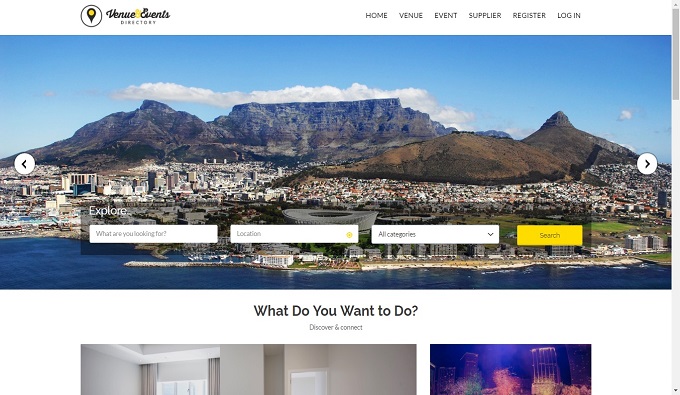 Venue&Events
DIRECTORY
HOME VENUE EVENT SUPPLIER REGISTER LOG IN
Explore..
What are you looking for? Location All categories Search
What Do You Want to Do?
Discover & connect